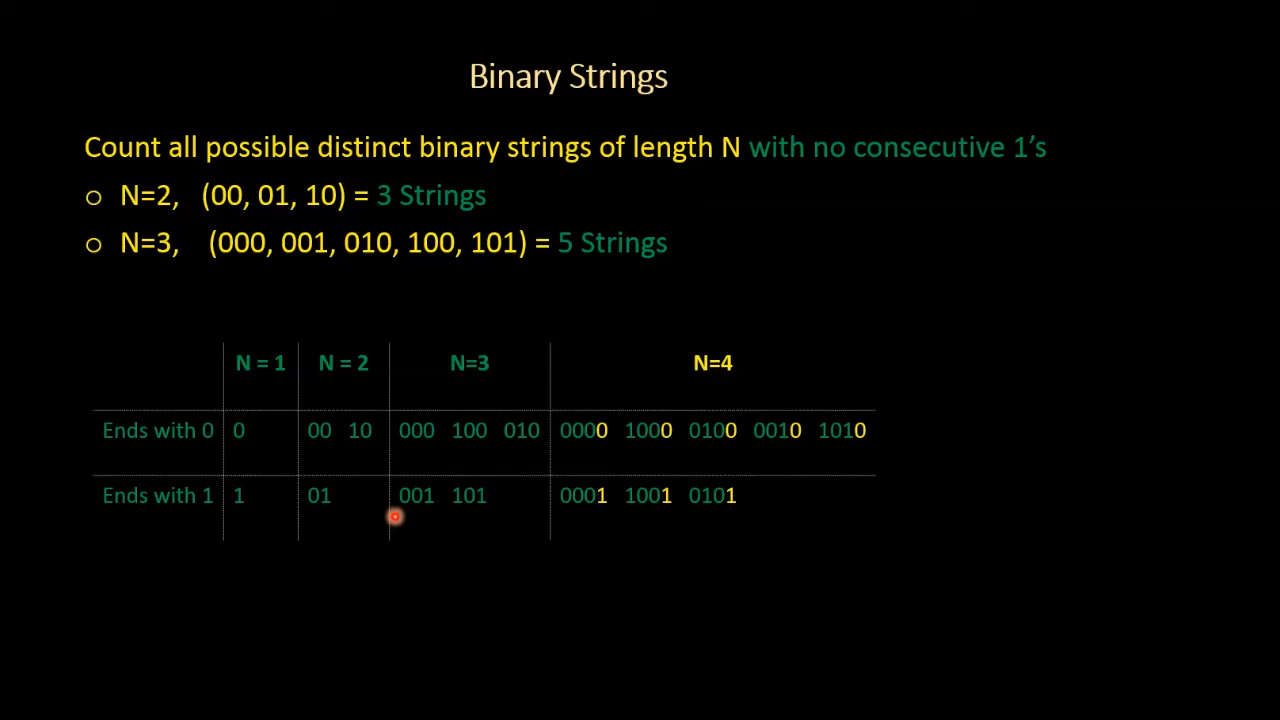 Binary Strings
Count all possible distinct binary strings of length N with no consecutive 1’s
o N=2, (00, 01, 10) = 3 Strings
o N=3, (000, 001, 010, 100, 101) = 5 Strings
N = 1 N = 2 N=3 N=4
Ends with 0 0 00 10 000 100 010 0000 1000 0100 0010 1010
Ends with 1 1 01 001 101 0001 1001 0101